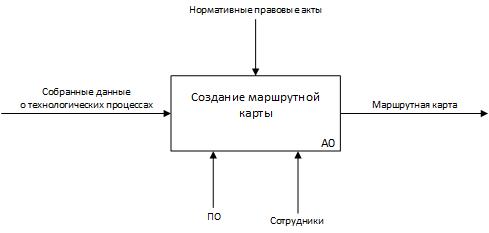 Нормативные правовые акты
Собранные данные
о технологических процессах
Создание маршрутной
карты
Маршрутная карта
А0
ПО
Сотрудники